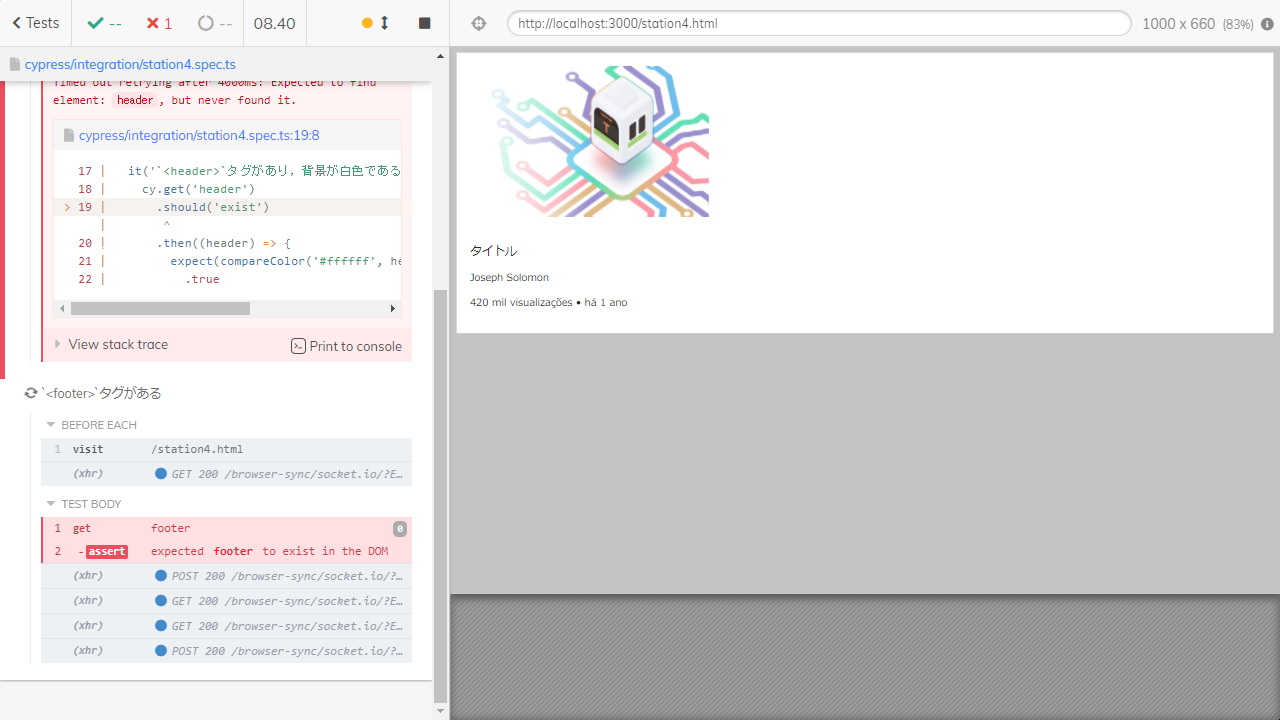 Tests
--
1
--
08.40
http://localhost:3000/station4.html
1000 x 660 (83%)
cypress/integration/station4.spec.ts
Timed out retrying after 4000ms: Expected to find
element: header, but never found it.
cypress/integration/station4.spec.ts:19:8
17 | it('`<header>`タグがあり，背景が白色である
18 | cy.get('header')
> 19 | .should('exist')
| ^
20 | .then((header) => {
21 | expect(compareColor('#ffffff', he
22 | .true
View stack trace
Print to console
`<footer>`タグがある
BEFORE EACH
1 visit /station4.html
(xhr) GET 200 /browser-sync/socket.io/?E…
TEST BODY
1 get footer 0
2 -assert expected footer to exist in the DOM
(xhr) POST 200 /browser-sync/socket.io/?…
(xhr) GET 200 /browser-sync/socket.io/?E…
(xhr) GET 200 /browser-sync/socket.io/?E…
(xhr) POST 200 /browser-sync/socket.io/?…
T
タイトル
Joseph Solomon
420 mil visualizações • há 1 ano